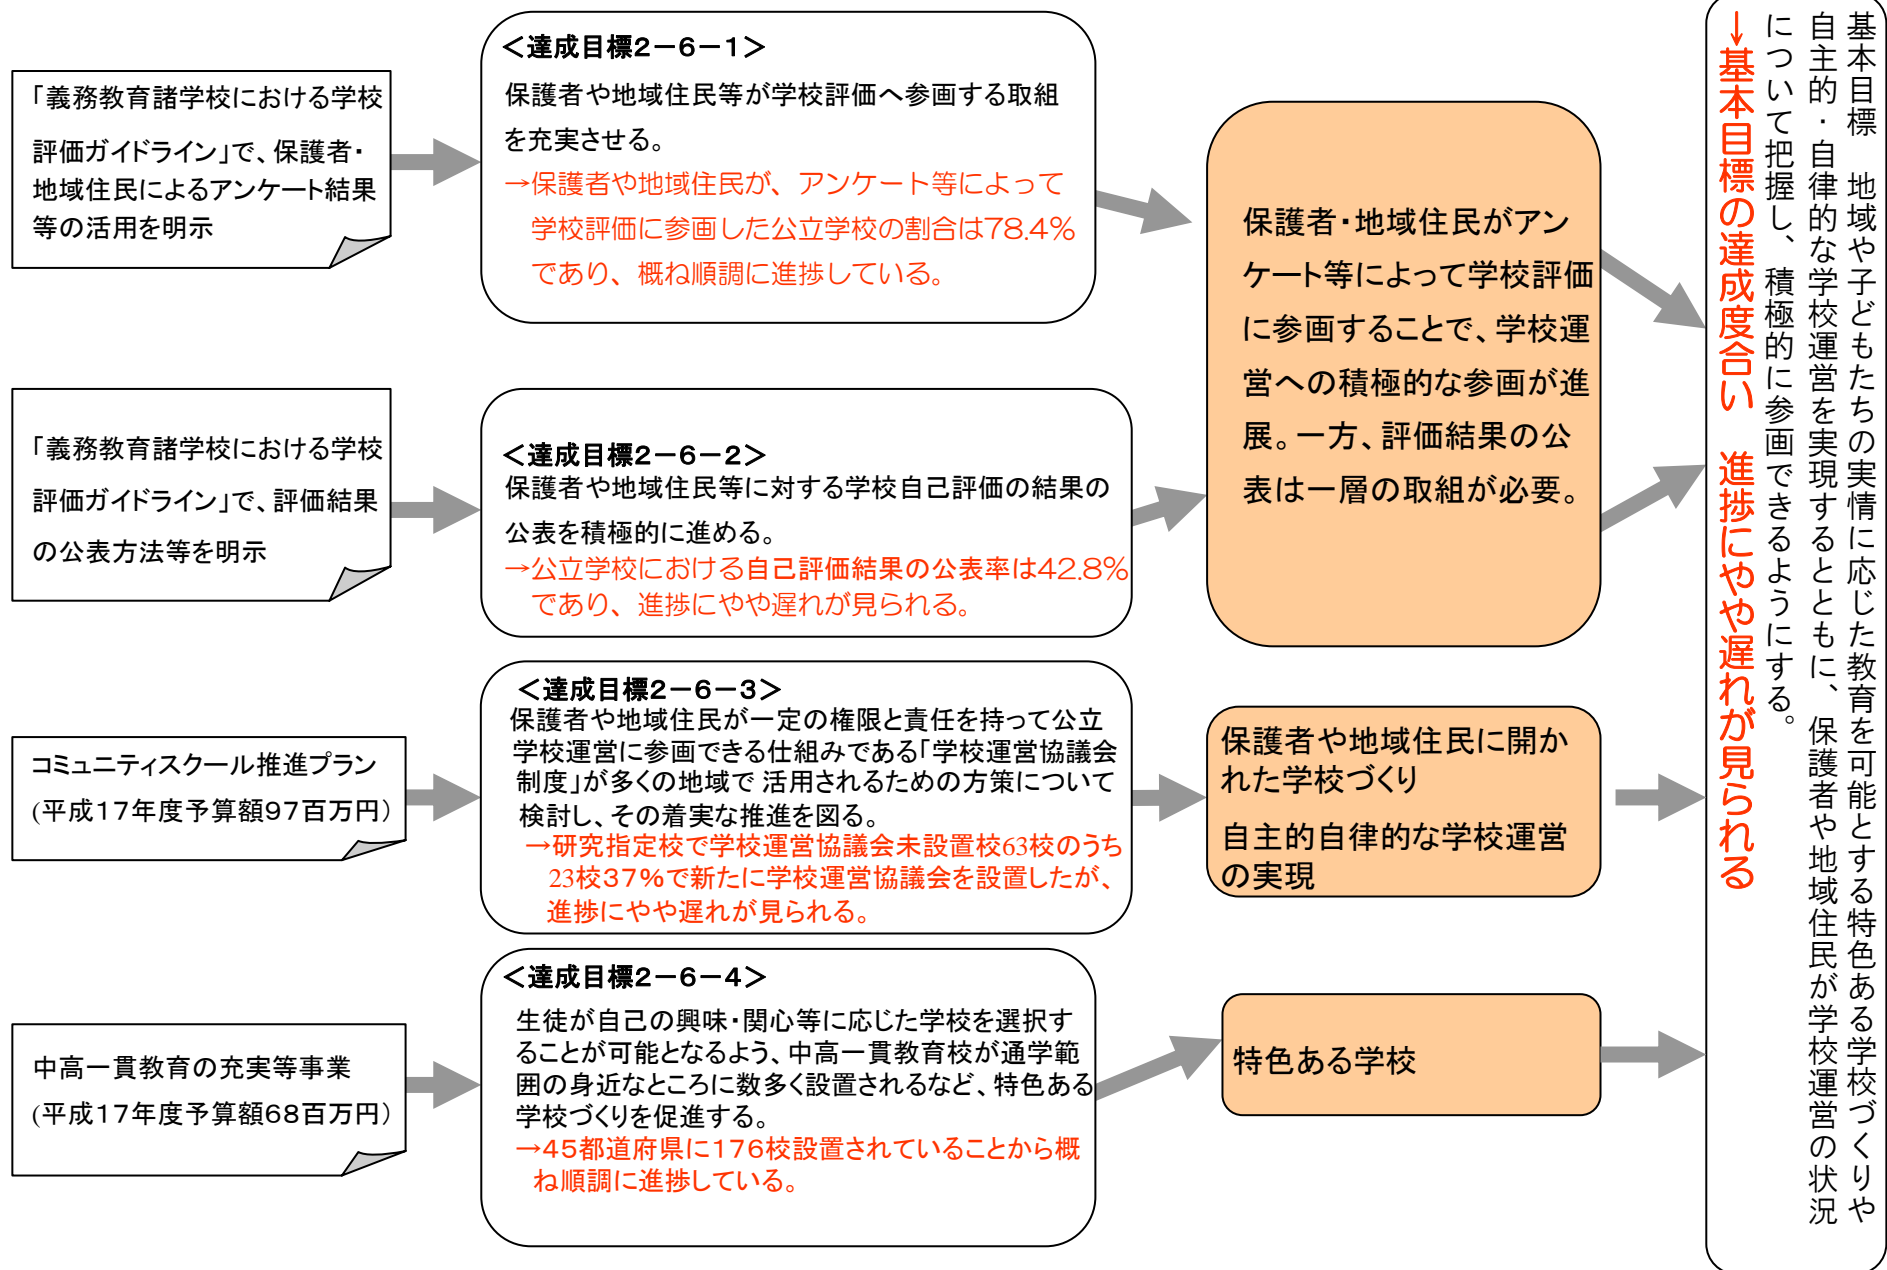 「義務教育諸学校における学校
評価ガイドライン」で、保護者・
地域住民によるアンケート結果
等の活用を明示
＜達成目標2－6－1＞
保護者や地域住民等が学校評価へ参画する取組
を充実させる。
→保護者や地域住民が、アンケート等によって
学校評価に参画した公立学校の割合は78.4%
であり、概ね順調に進捗している。
「義務教育諸学校における学校
評価ガイドライン」で、評価結果
の公表方法等を明示
＜達成目標2－6－2＞
保護者や地域住民等に対する学校自己評価の結果の
公表を積極的に進める。
→公立学校における自己評価結果の公表率は42.8%
であり、進捗にやや遅れが見られる。
保護者・地域住民がアン
ケート等によって学校評価
に参画することで、学校運
営への積極的な参画が進
展。一方、評価結果の公
表は一層の取組が必要。
コミュニティスクール推進プラン
(平成17年度予算額97百万円）
＜達成目標2－6－3＞
保護者や地域住民が一定の権限と責任を持って公立
学校運営に参画できる仕組みである「学校運営協議会
制度」が多くの地域で 活用されるための方策について
検討し、その着実な推進を図る。
→研究指定校で学校運営協議会未設置校63校のうち
23校37%で新たに学校運営協議会を設置したが、
進捗にやや遅れが見られる。
保護者や地域住民に開か
れた学校づくり
自主的自律的な学校運営
の実現
中高一貫教育の充実等事業
(平成17年度予算額68百万円）
＜達成目標2－6－4＞
生徒が自己の興味・関心等に応じた学校を選択す
ることが可能となるよう、中高一貫教育校が通学範
囲の身近なところに数多く設置されるなど、特色ある
学校づくりを促進する。
→45都道府県に176校設置されていることから概
ね順調に進捗している。
特色ある学校
基本目標　地域や子どもたちの実情に応じた教育を可能とする特色ある学校づくりや
自主的・自律的な学校運営を実現するとともに、保護者や地域住民が学校運営の状況
について把握し、積極的に参画できるようにする。
→基本目標の達成度合い　進捗にやや遅れが見られる